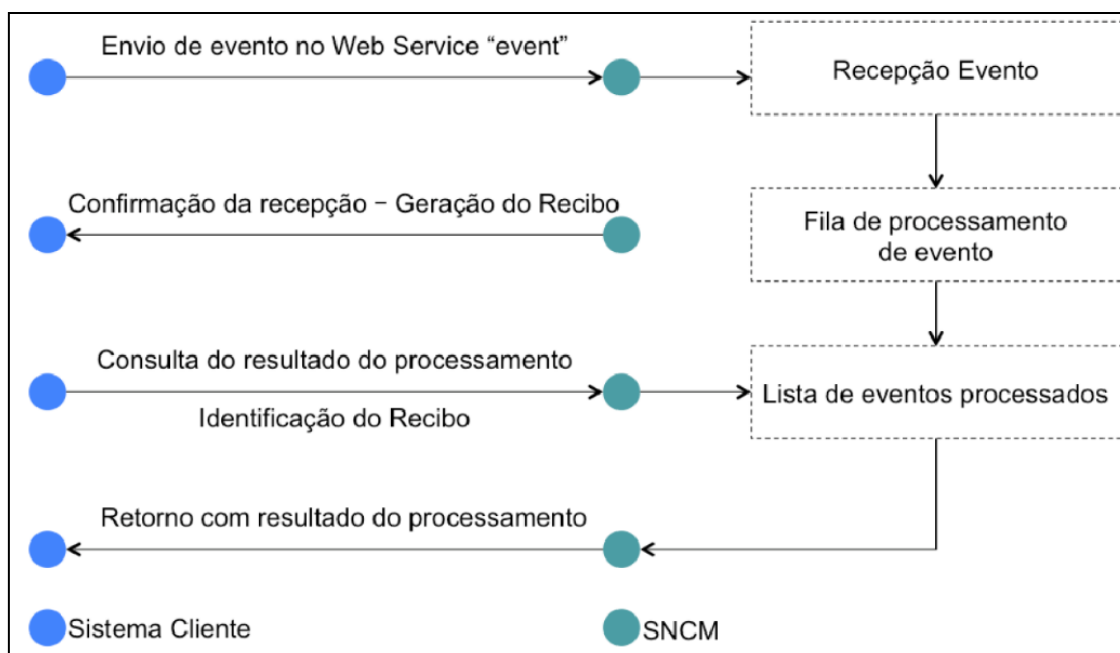 Envio de evento no Web Service “event”
Recepção Evento
Confirmação da recepção – Geração do Recibo
Fila de processamento
de evento
Consulta do resultado do processamento
Identificação do Recibo
Lista de eventos processados
Retorno com resultado do processamento
Sistema Cliente
SNCM